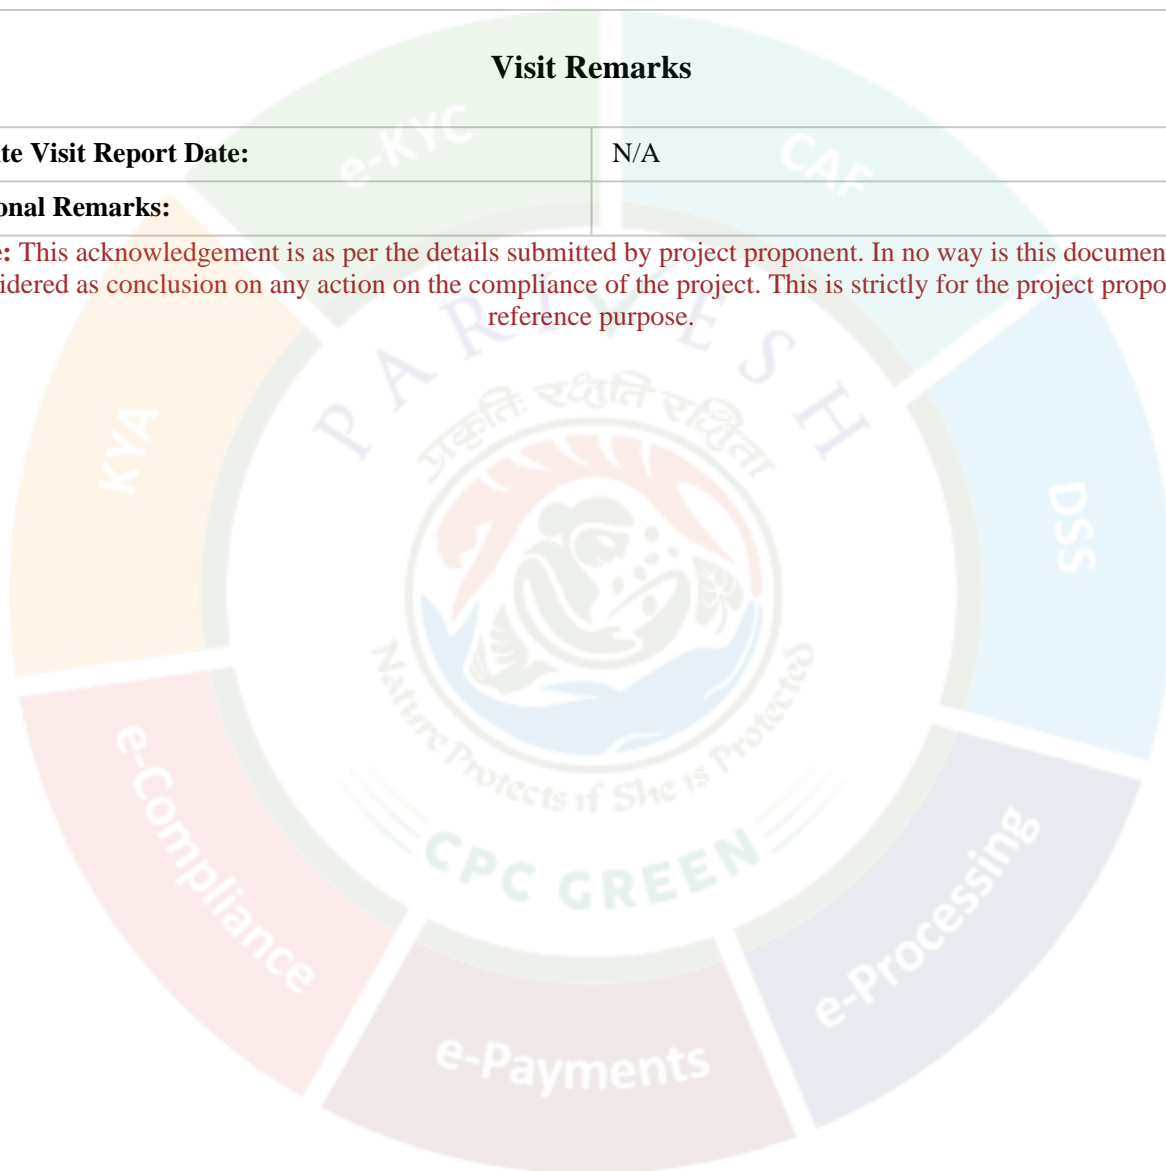 Visit Remarks
te Visit Report Date: N/A
onal Remarks:
e: This acknowledgement is as per the details submitted by project proponent. In no way is this documen
idered as conclusion on any action on the compliance of the project. This is strictly for the project propo
reference purpose.
e-KYC
CAF
KYA
PARIVESH
प्रकृतिः रक्षति रक्षिता
DSS
Nature Protects if She is Protected
CPC GREEN
e-Compliance
e-Processing
e-Payments